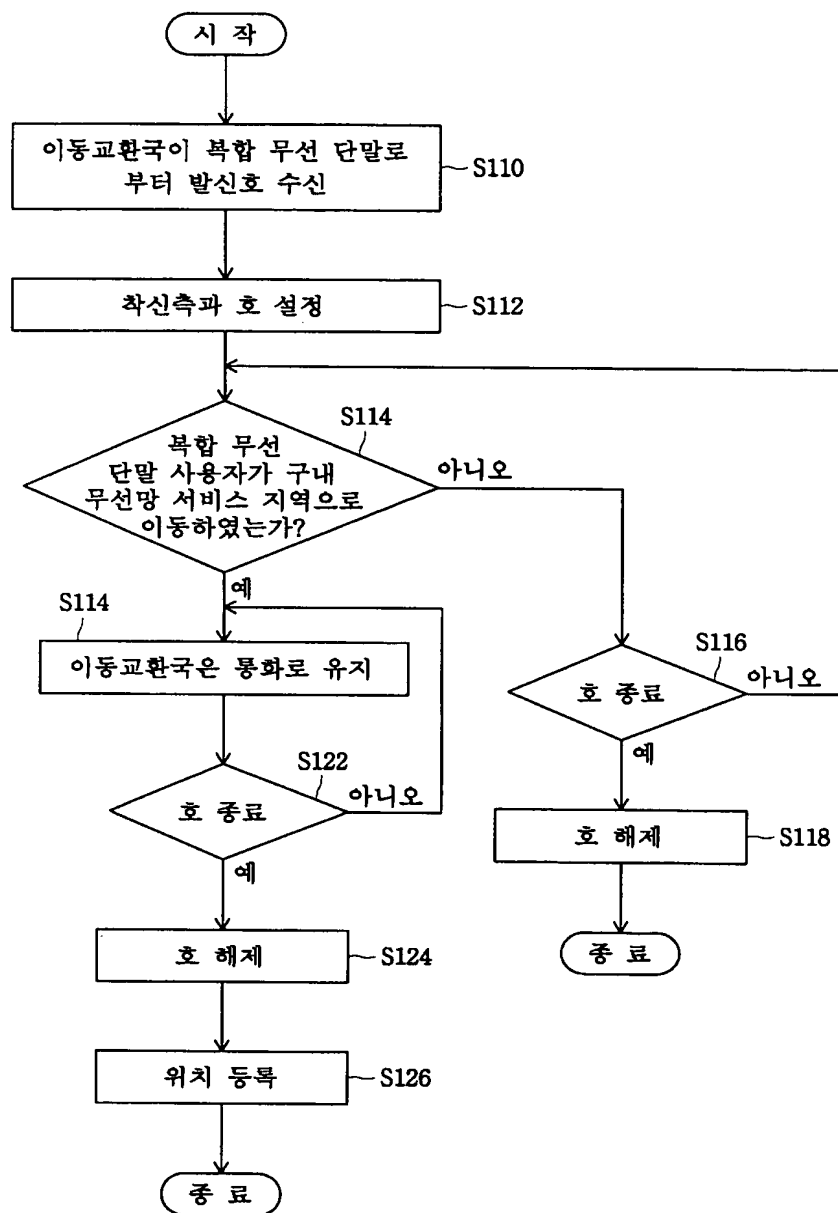 시 작
이동교환국이 복합 무선 단말로
부터 발신호 수신
S110
착신측과 호 설정
S112
S114
복합 무선
단말 사용자가 구내
무선망 서비스 지역으로
이동하였는가?
아니오
예
S114
이동교환국은 통화로 유지
S116
호 종료
아니오
예
S122
호 종료
아니오
예
호 해제
S118
종 료
호 해제
S124
위치 등록
S126
종 료